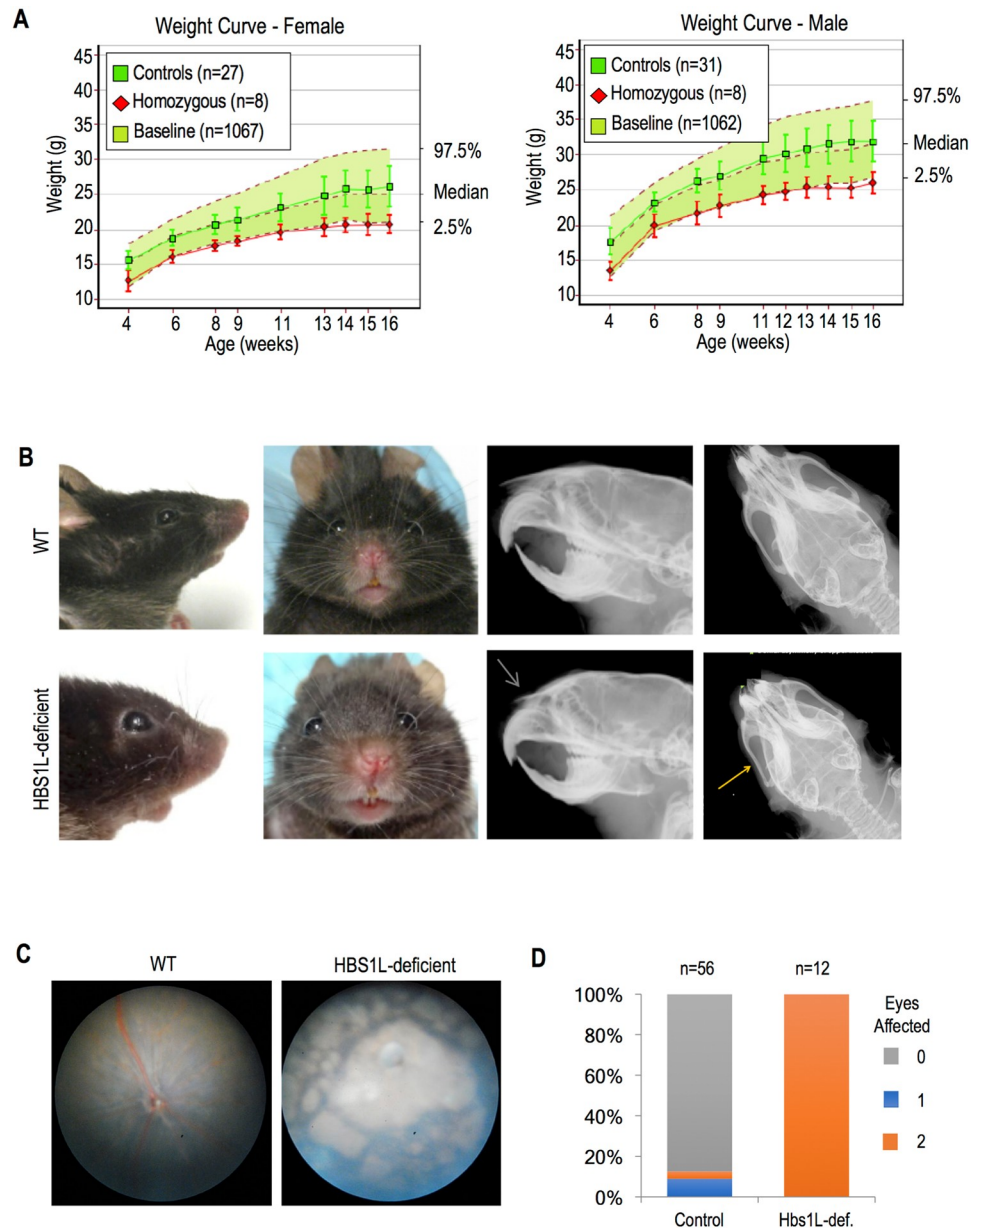 A
Weight Curve - Female
Weight (g)
45
40
35
30
25
20
15
10
Controls (n=27)
Homozygous (n=8)
Baseline (n=1067)
97.5%
Median
2.5%
4 6 8 9 11 13 14 15 16
Age (weeks)
Weight Curve - Male
Weight (g)
45
40
35
30
25
20
15
10
Controls (n=31)
Homozygous (n=8)
Baseline (n=1062)
97.5%
Median
2.5%
4 6 8 9 11 12 13 14 15 16
Age (weeks)
B
WT
HBS1L-deficient
C
WT
HBS1L-deficient
D
n=56
n=12
100%
80%
60%
40%
20%
0%
Control
Hbs1L-def.
Eyes
Affected
0
1
2